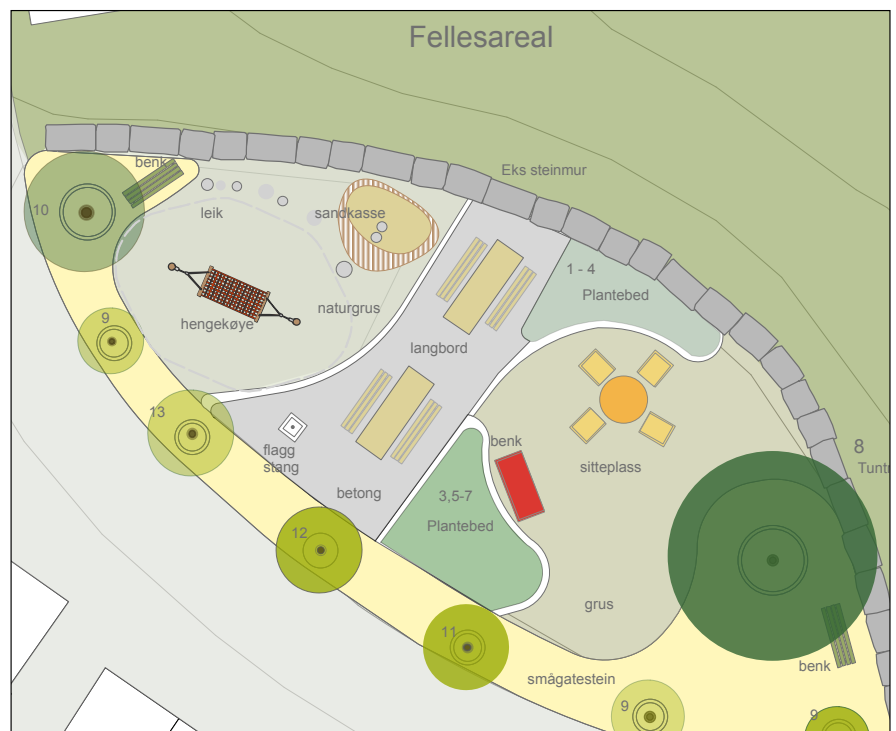 Fellesareal
Eks steinmur
benk
10
leik
sandkasse
1 - 4
Plantebed
naturgrus
9
hengekøye
langbord
13
8
Tuntr
flagg
stang
benk
sitteplass
betong
3,5-7
Plantebed
12
grus
11
benk
smågatestein
9
9